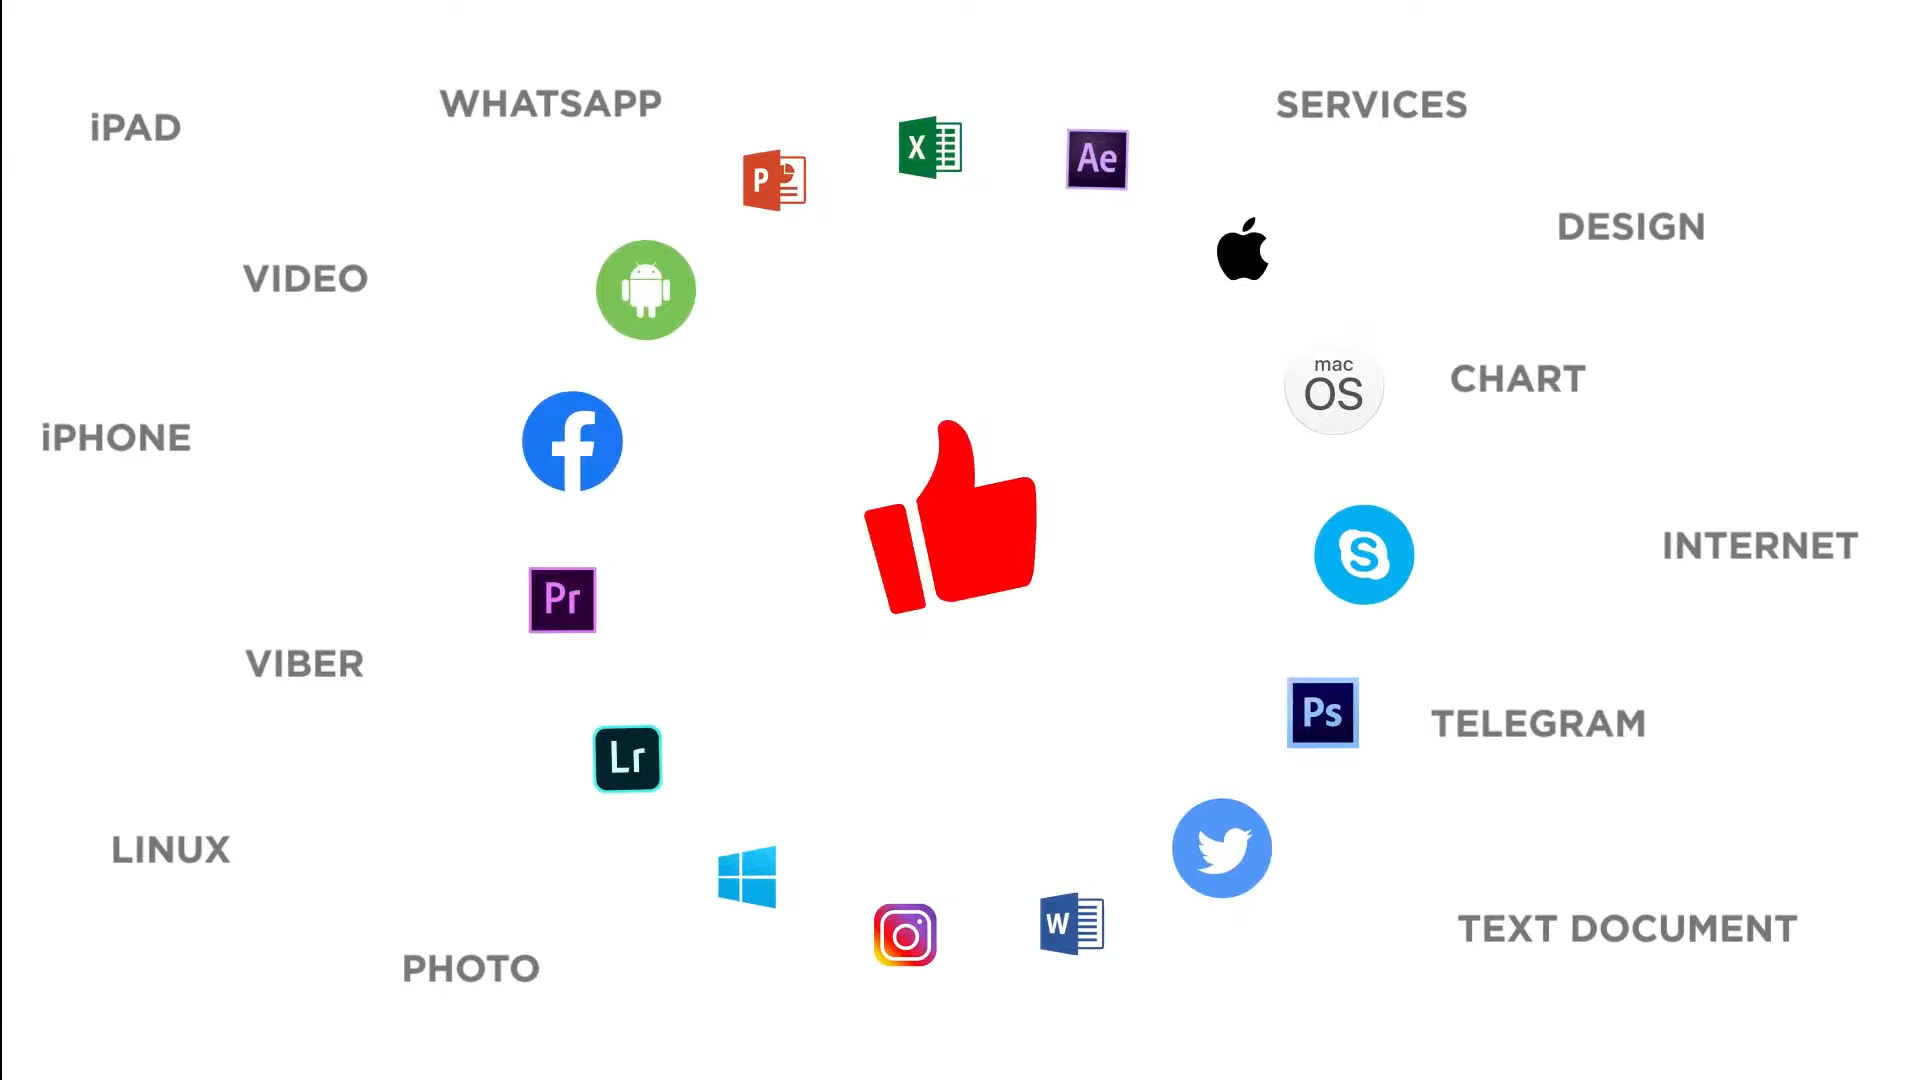 WHATSAPP
SERVICES
iPAD
X
Ae
P
DESIGN
VIDEO
mac
OS
CHART
iPHONE
f
INTERNET
S
Pr
VIBER
Ps
TELEGRAM
Lr
LINUX
W
TEXT DOCUMENT
PHOTO